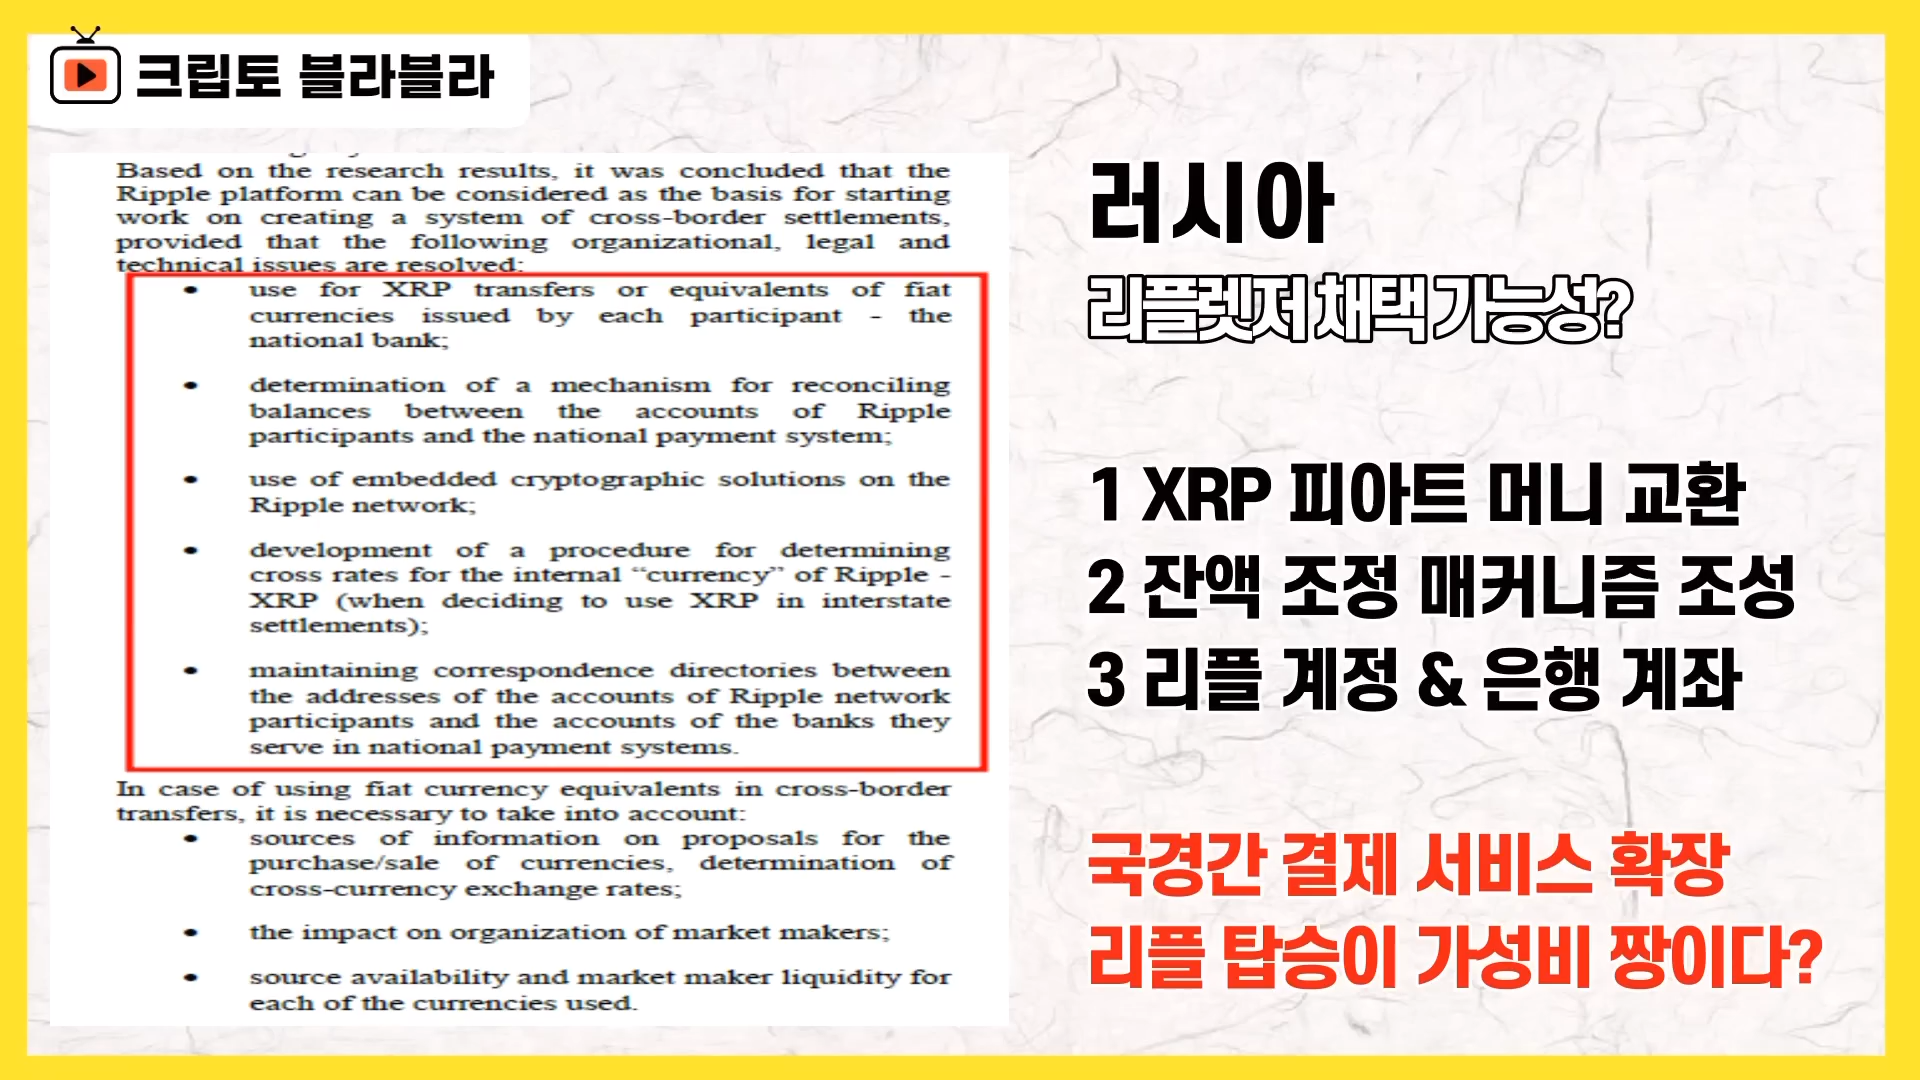 크립토 블라블라
Based on the research results, it was concluded that the
Ripple platform can be considered as the basis for starting
work on creating a system of cross-border settlements,
provided that the following organizational, legal and
technical issues are resolved:
• use for XRP transfers or equivalents of fiat
currencies issued by each participant - the
national bank;
• determination of a mechanism for reconciling
balances between the accounts of Ripple
participants and the national payment system;
• use of embedded cryptographic solutions on the
Ripple network;
• development of a procedure for determining
cross rates for the internal “currency” of Ripple -
XRP (when deciding to use XRP in interstate
settlements);
• maintaining correspondence directories between
the addresses of the accounts of Ripple network
participants and the accounts of the banks they
serve in national payment systems.
In case of using fiat currency equivalents in cross-border
transfers, it is necessary to take into account:
• sources of information on proposals for the
purchase/sale of currencies, determination of
cross-currency exchange rates;
• the impact on organization of market makers;
• source availability and market maker liquidity for
each of the currencies used.
러시아
리플렛저 채택 가능성?
1 XRP 피아트 머니 교환
2 잔액 조정 매커니즘 조성
3 리플 계정 & 은행 계좌
국경간 결제 서비스 확장
리플 탑승이 가성비 짱이다?